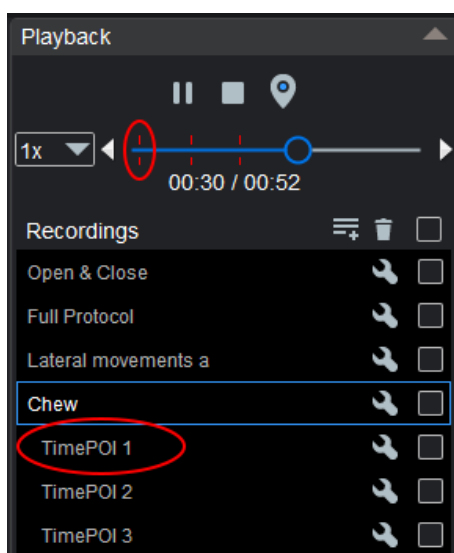 Playback
1x
00:30 / 00:52
Recordings
Open & Close
Full Protocol
Lateral movements a
Chew
TimePOI 1
TimePOI 2
TimePOI 3